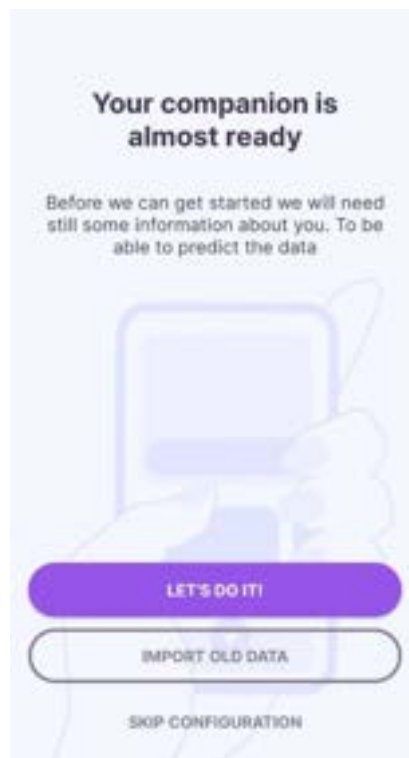 Your companion is
almost ready
Before we can get started we will need
still some information about you. To be
able to predict the data
LET'S DO IT!
IMPORT OLD DATA
SKIP CONFIGURATION